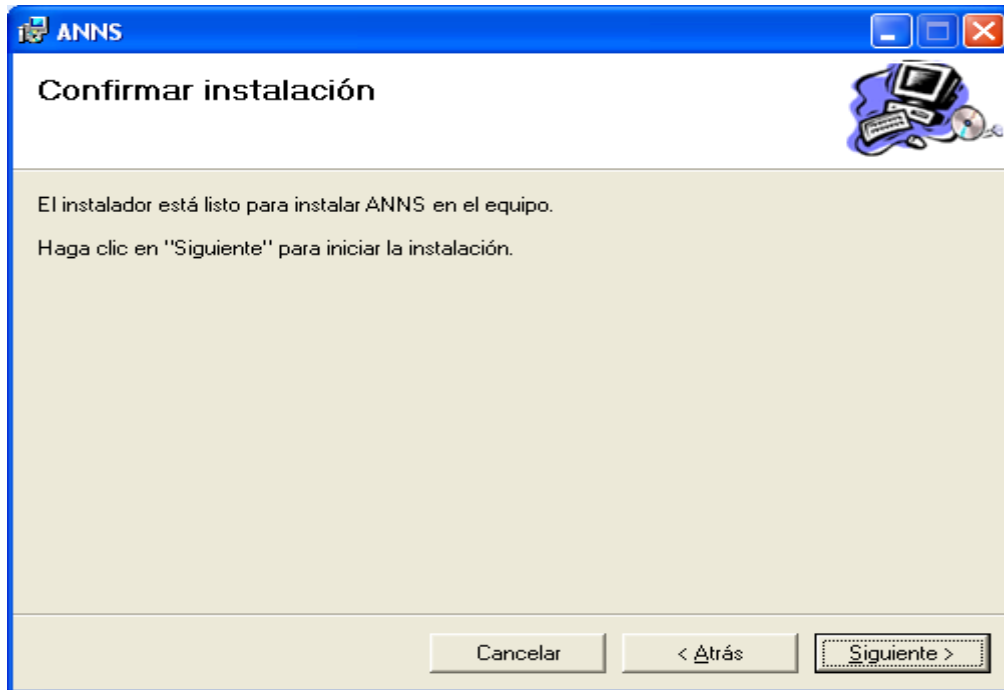 ANNS
Confirmar instalación
El instalador está listo para instalar ANNS en el equipo.
Haga clic en "Siguiente" para iniciar la instalación.
Cancelar
< Atrás
Siguiente >